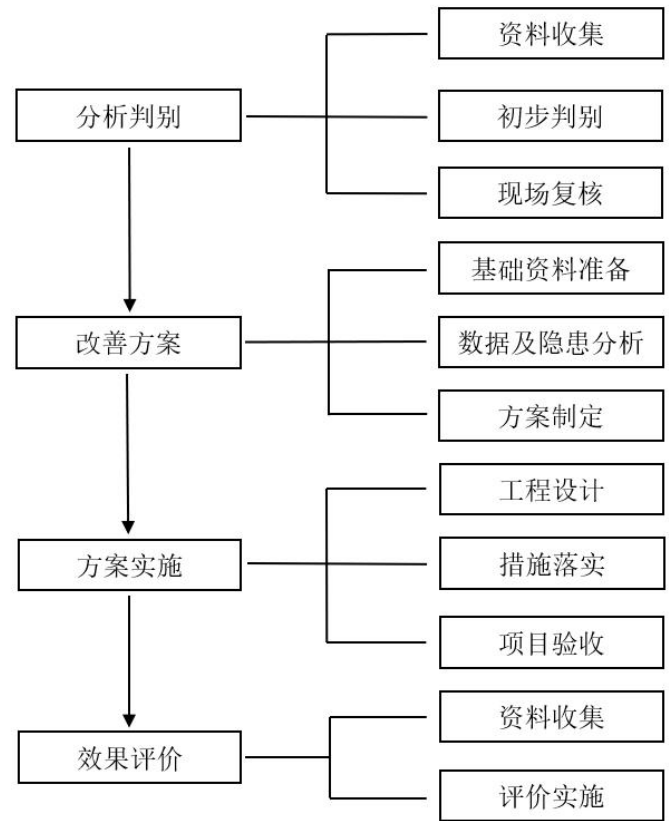 分析判别
资料收集
初步判别
现场复核
改善方案
基础资料准备
数据及隐患分析
方案制定
方案实施
工程设计
措施落实
项目验收
效果评价
资料收集
评价实施